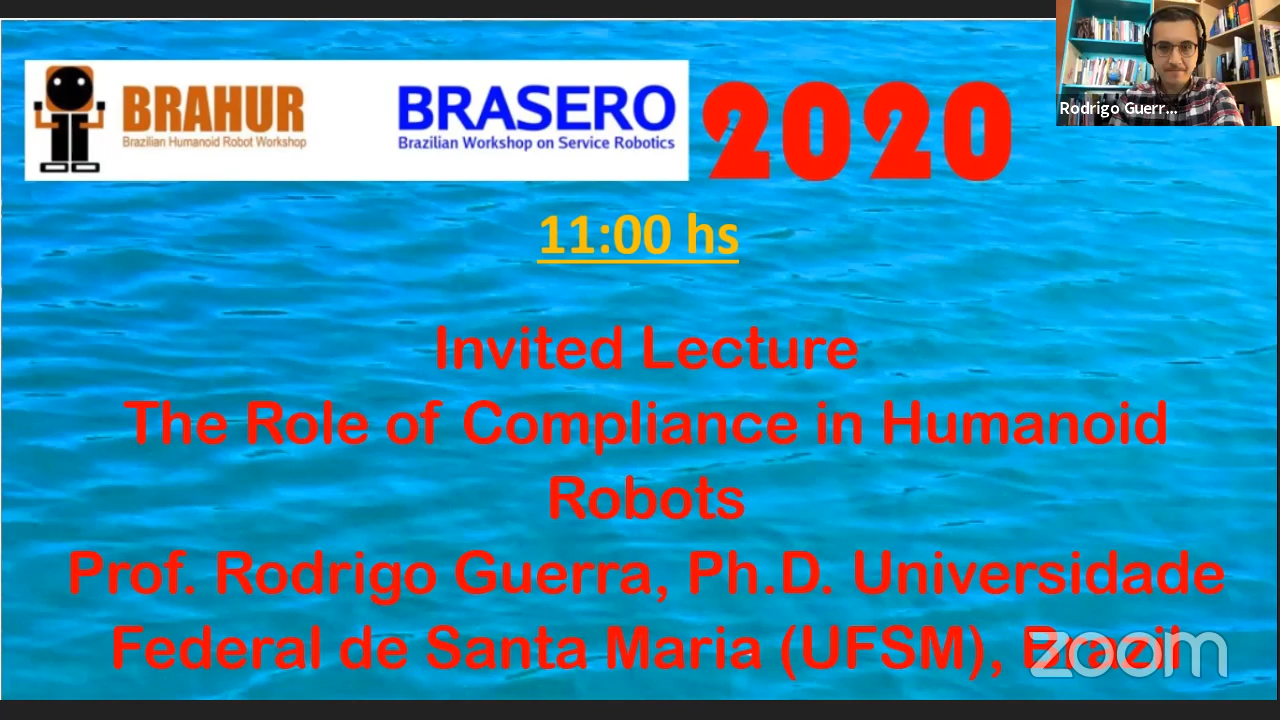 BRAHUR
Brazilian Humanoid Robot Workshop
BRASERO
Brazilian Workshop on Service Robotics
2020
Rodrigo Guerr...
11:00 hs
Invited Lecture
The Role of Compliance in Humanoid
Robots
Prof. Rodrigo Guerra, Ph.D. Universidade
Federal de Santa Maria (UFSM), Brazil
zoom